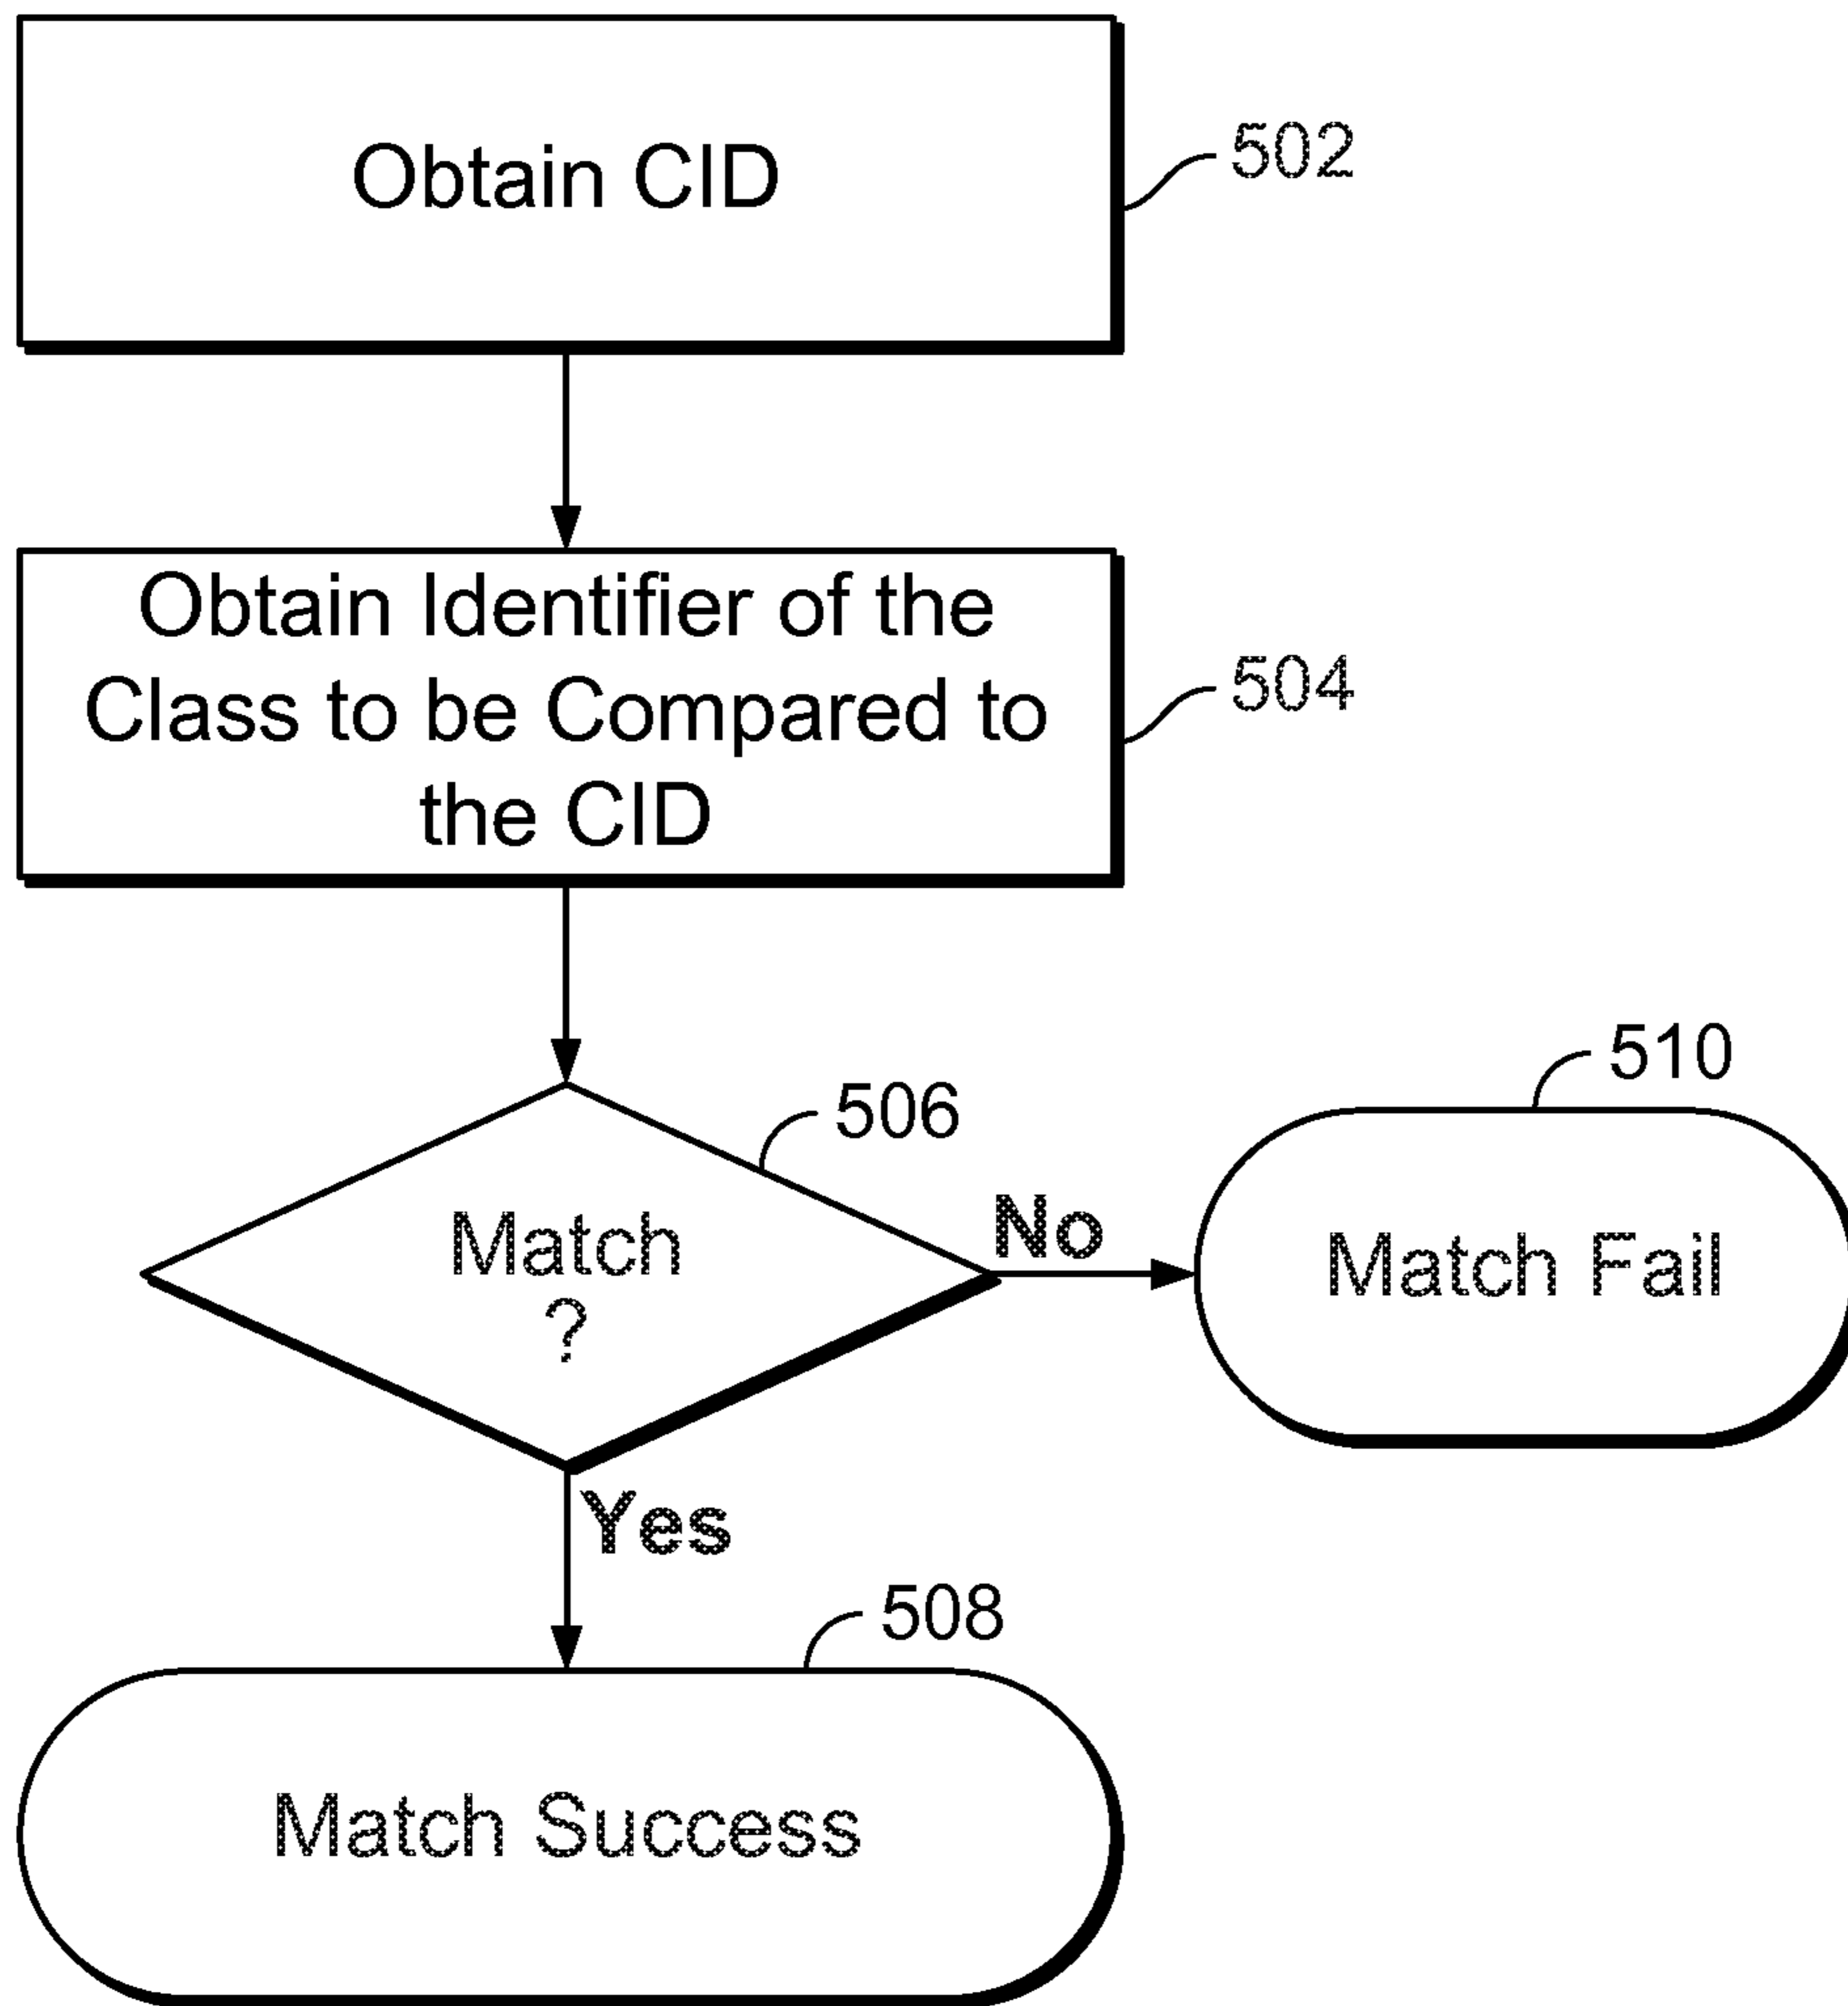 Obtain CID
502
Obtain Identifier of the
Class to be Compared to
the CID
504
506
Match
?
No
510
Match Fail
Yes
508
Match Success